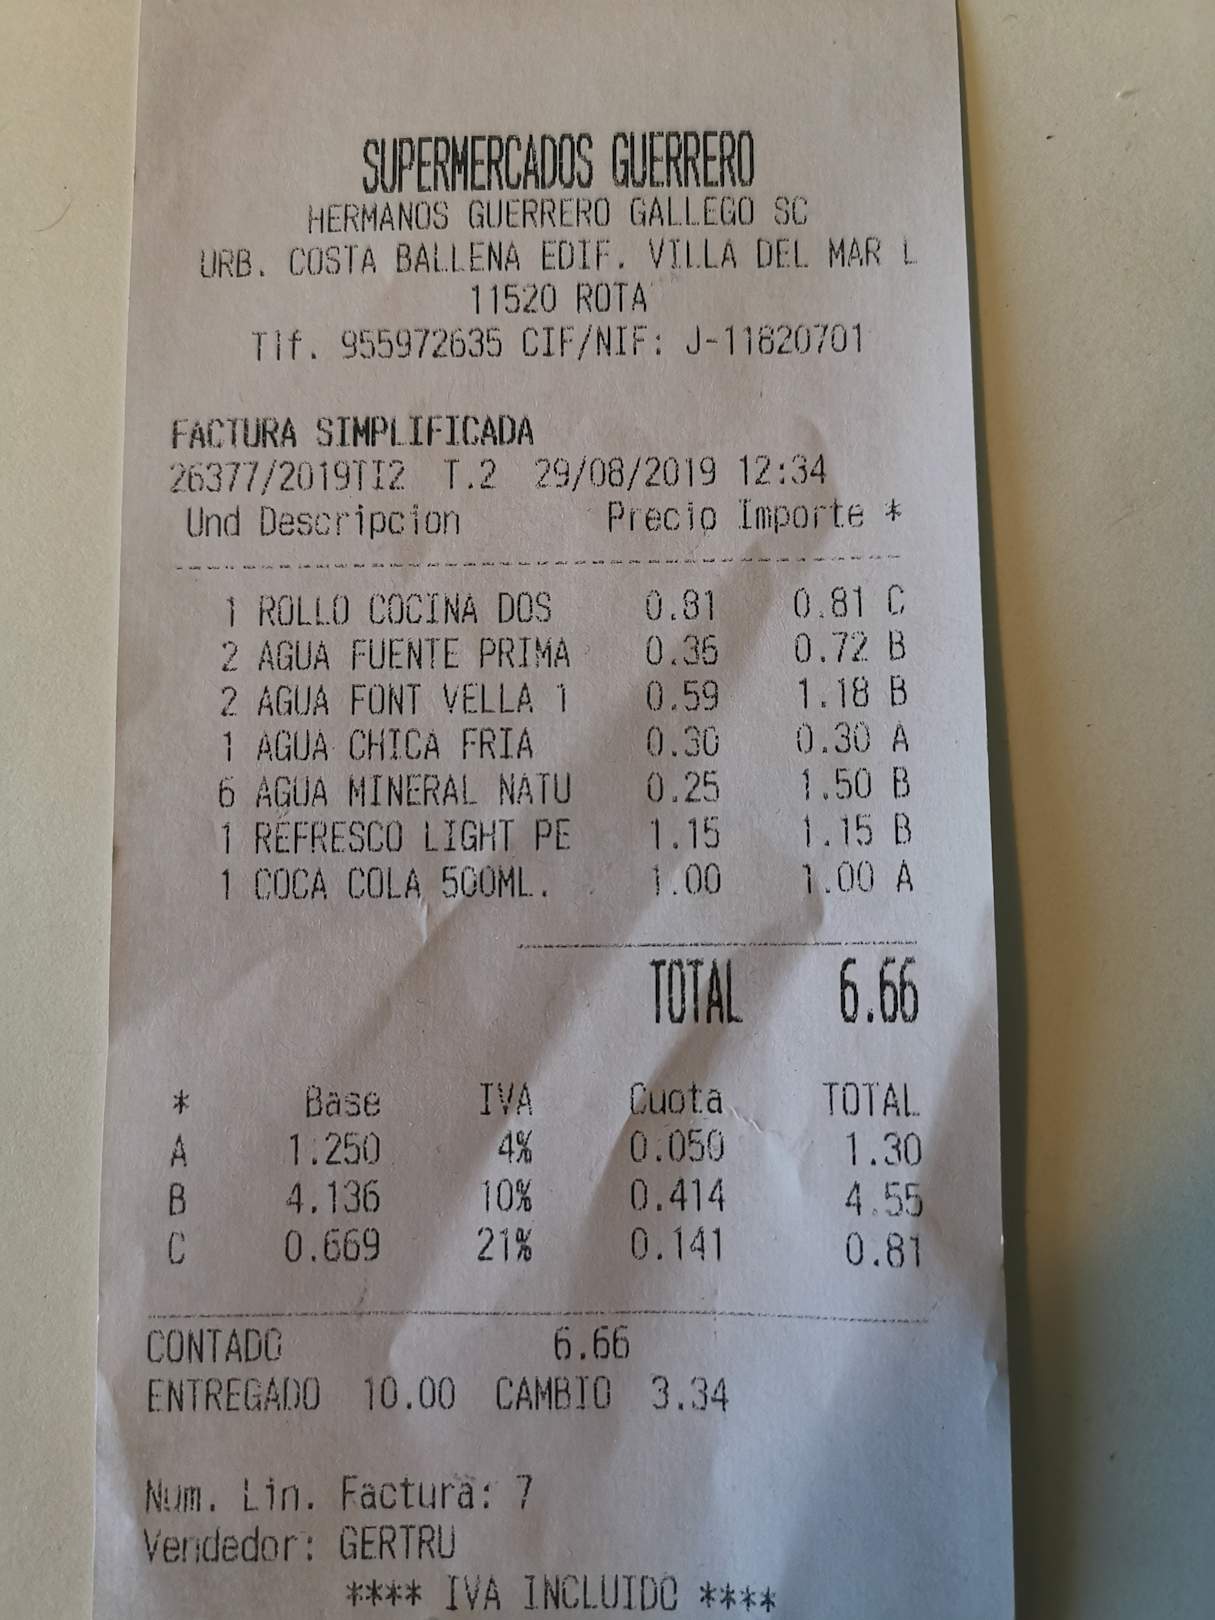 SUPERMERCADOS GUERRERO
HERMANOS GUERRERO GALLEGO SC
URB. COSTA BALLENA EDIF. VILLA DEL MAR L
11520 ROTA
Tlf. 955972635 CIF/NIF: J-11820701
FACTURA SIMPLIFICADA
26377/2019TI2 T.2 29/08/2019 12:34
Und Descripcion Precio Importe *
1 ROLLO COCINA DOS 0.81 0.81 C
2 AGUA FUENTE PRIMA 0.36 0.72 B
2 AGUA FONT VELLA 1 0.59 1.18 B
1 AGUA CHICA FRIA 0.30 0.30 A
6 AGUA MINERAL NATU 0.25 1.50 B
1 REFRESCO LIGHT PE 1.15 1.15 B
1 COCA COLA 500ML. 1.00 1.00 A
TOTAL 6.66
* Base IVA Cuota TOTAL
A 1.250 4% 0.050 1.30
B 4.136 10% 0.414 4.55
C 0.669 21% 0.141 0.81
CONTADO 6.66
ENTREGADO 10.00 CAMBIO 3.34
Num. Lin. Factura: 7
Vendedor: GERTRU
**** IVA INCLUIDO ****